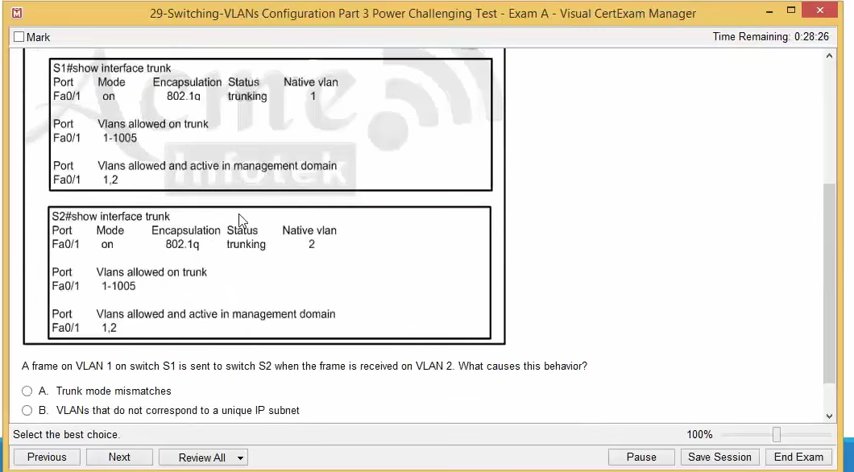 29-Switching-VLANs Configuration Part 3 Power Challenging Test - Exam A - Visual CertExam Manager
Mark
Time Remaining: 0:28:26
S1#show interface trunk
Port Mode Encapsulation Status Native vlan
Fa0/1 on 802.1q trunking 1
Port Vlans allowed on trunk
Fa0/1 1-1005
Port Vlans allowed and active in management domain
Fa0/1 1,2
Acme
Infotek
S2#show interface trunk
Port Mode Encapsulation Status Native vlan
Fa0/1 on 802.1q trunking 2
Port Vlans allowed on trunk
Fa0/1 1-1005
Port Vlans allowed and active in management domain
Fa0/1 1,2
A frame on VLAN 1 on switch S1 is sent to switch S2 when the frame is received on VLAN 2. What causes this behavior?
A. Trunk mode mismatches
B. VLANs that do not correspond to a unique IP subnet
Select the best choice.
100%
Previous
Next
Review All
Pause
Save Session
End Exam